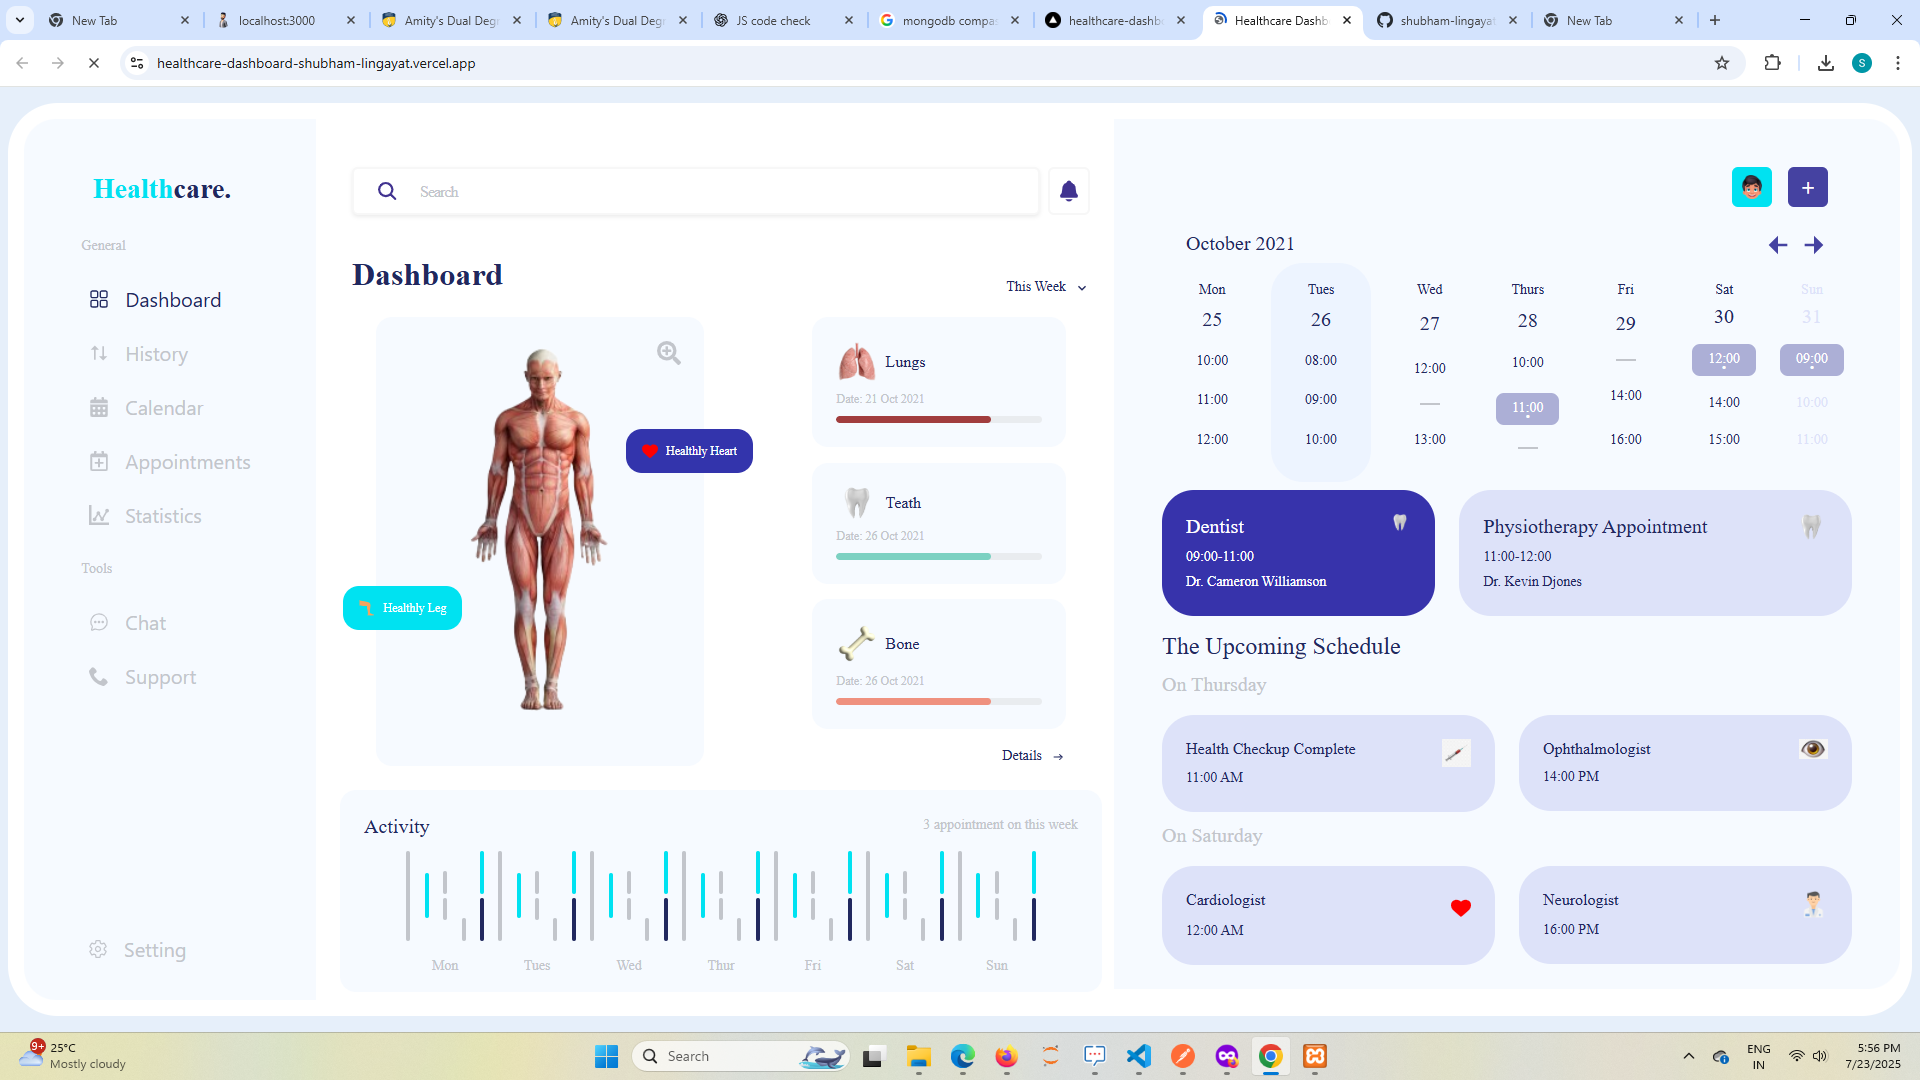 New Tab
localhost:3000
Amity's Dual Degr
Amity's Dual Degr
JS code check
mongodb compas
healthcare-dashbo
Healthcare Dashb
shubham-lingayat
New Tab
healthcare-dashboard-shubham-lingayat.vercel.app
S
Healthcare.
General
Dashboard
History
Calendar
Appointments
Statistics
Tools
Chat
Support
Setting
Search
Dashboard
This Week
Healthly Heart
Healthly Leg
Lungs
Date: 21 Oct 2021
Teath
Date: 26 Oct 2021
Bone
Date: 26 Oct 2021
Details
Activity
3 appointment on this week
Mon Tues Wed Thur Fri Sat Sun
October 2021
Mon Tues Wed Thurs Fri Sat Sun
25 26 27 28 29 30 31
10:00 08:00 12:00 10:00 — 12:00 09:00
11:00 09:00 — 11:00 14:00 14:00 10:00
12:00 10:00 13:00 — 16:00 15:00 11:00
Dentist
09:00-11:00
Dr. Cameron Williamson
Physiotherapy Appointment
11:00-12:00
Dr. Kevin Djones
The Upcoming Schedule
On Thursday
Health Checkup Complete
11:00 AM
Ophthalmologist
14:00 PM
On Saturday
Cardiologist
12:00 AM
Neurologist
16:00 PM
9+
25°C
Mostly cloudy
Search
ENG
IN
5:56 PM
7/23/2025